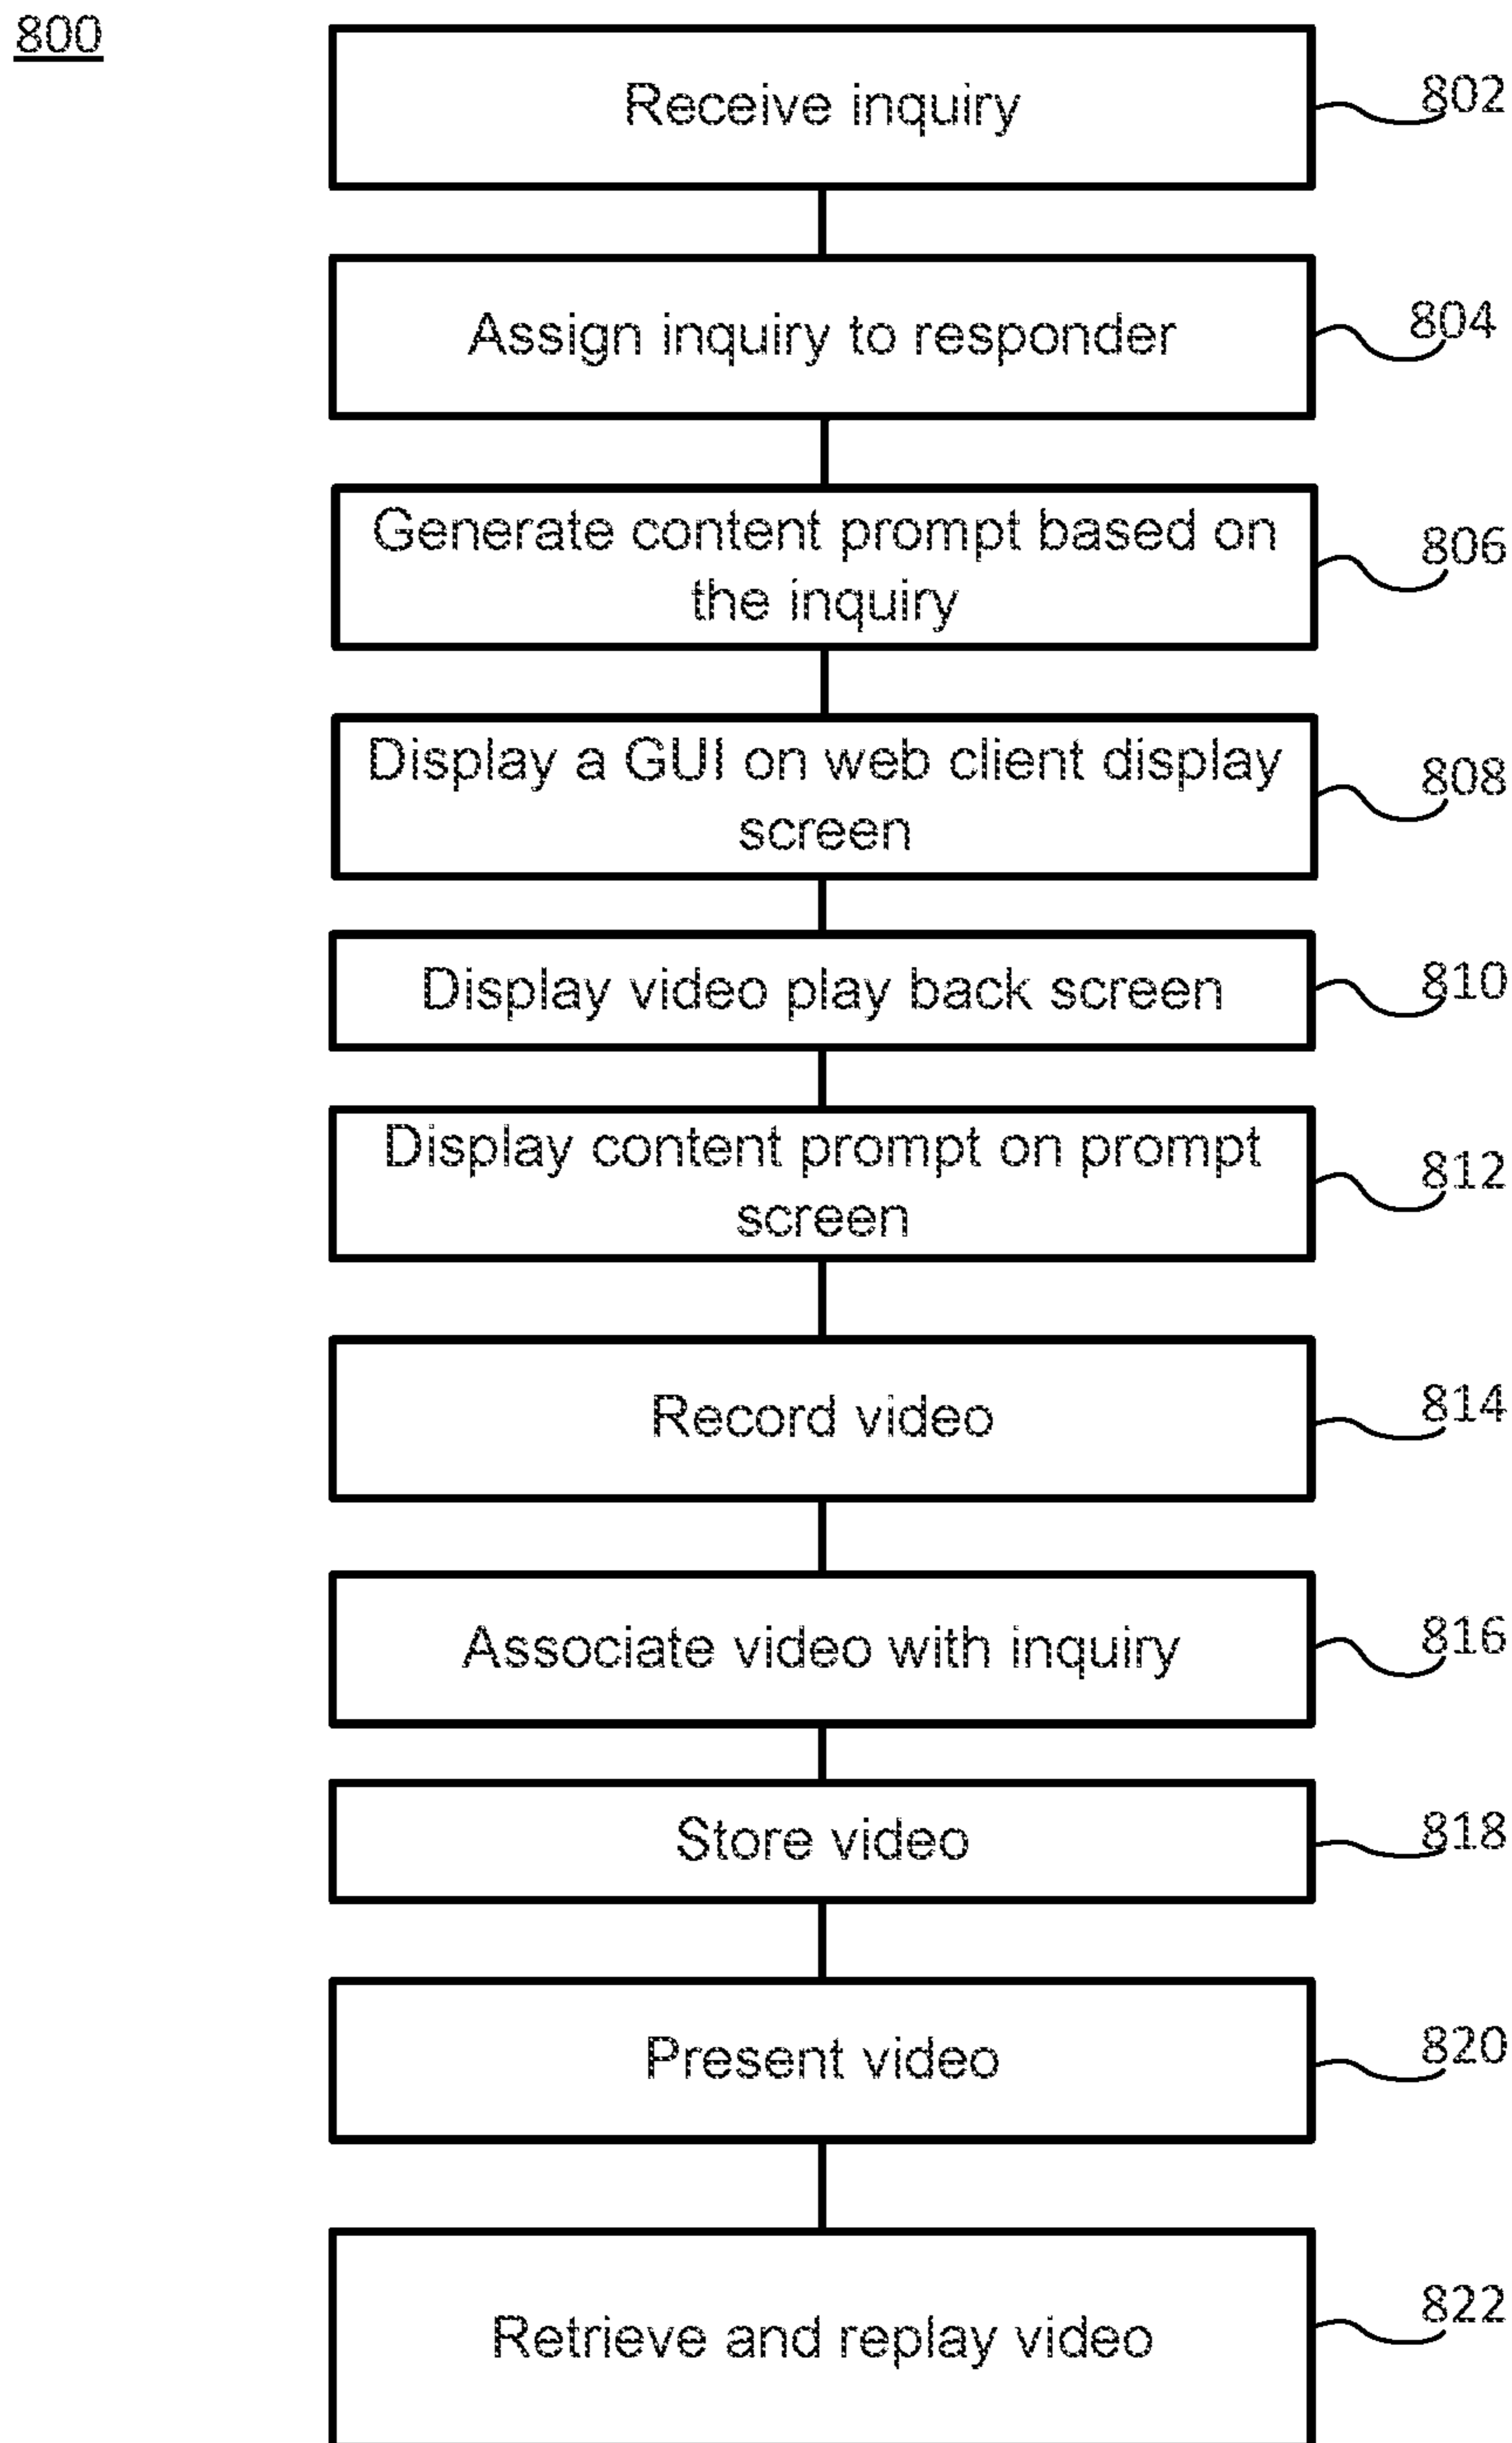 800
Receive inquiry
802
Assign inquiry to responder
804
Generate content prompt based on
the inquiry
806
Display a GUI on web client display
screen
808
Display video play back screen
810
Display content prompt on prompt
screen
812
Record video
814
Associate video with inquiry
816
Store video
818
Present video
820
Retrieve and replay video
822